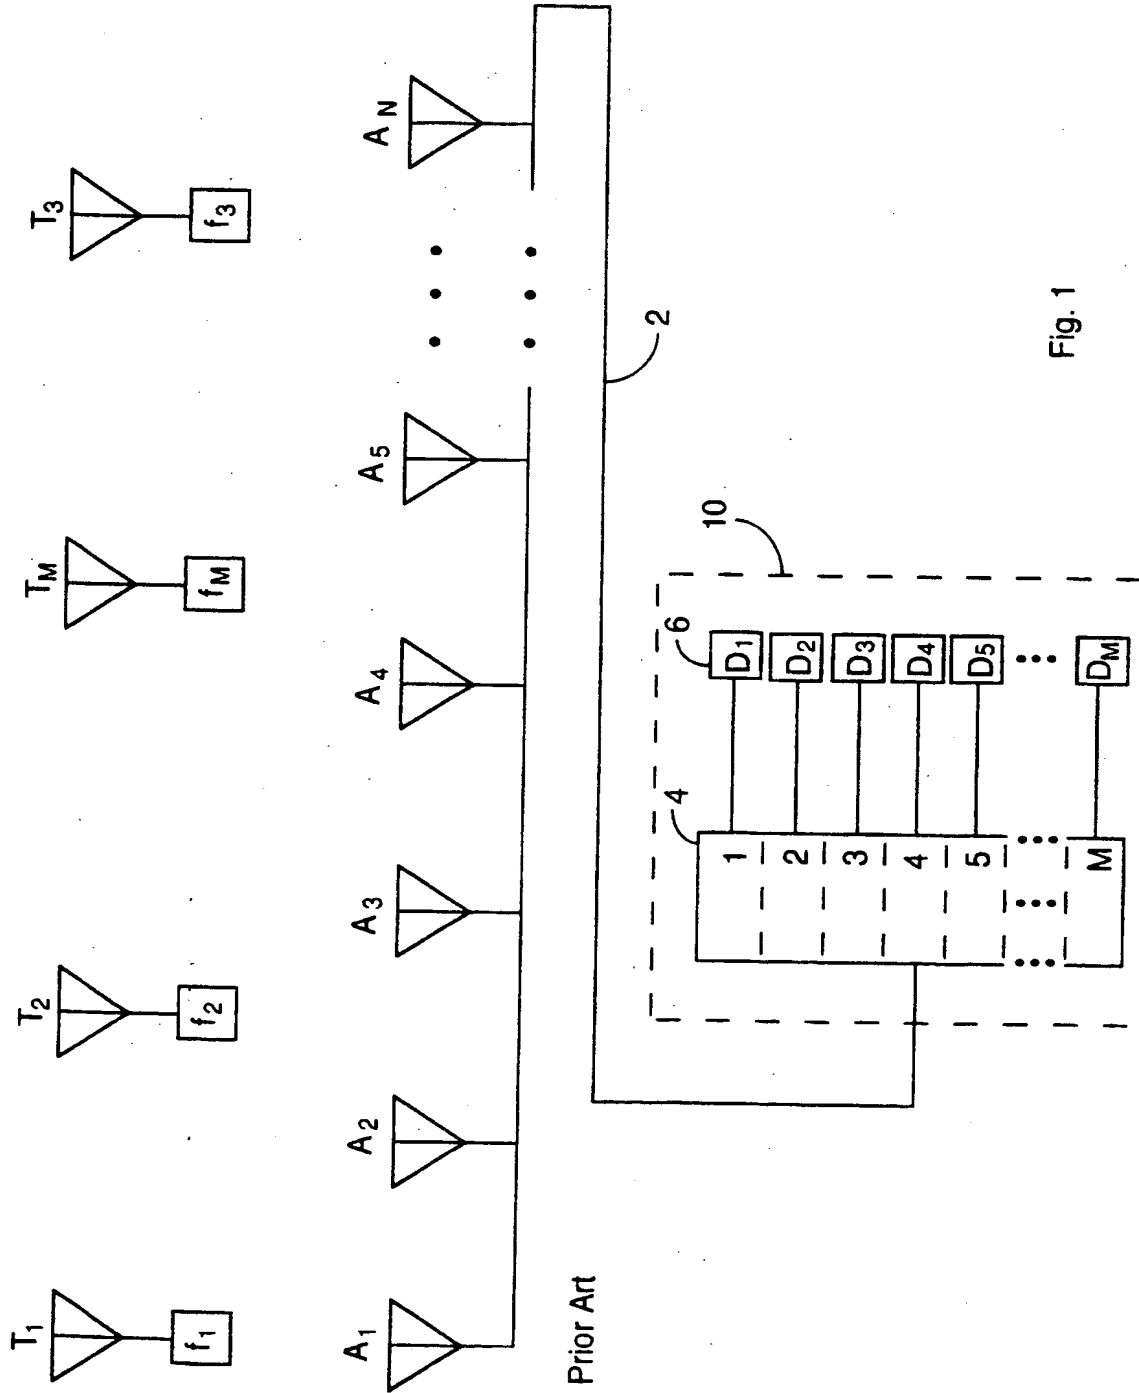 T1 T2 TM T3
f1 f2 fM f3
A1 A2 A3 A4 A5 AN
2
10
4 6
1 D1
2 D2
3 D3
4 D4
5 D5
M DM
Prior Art
Fig. 1